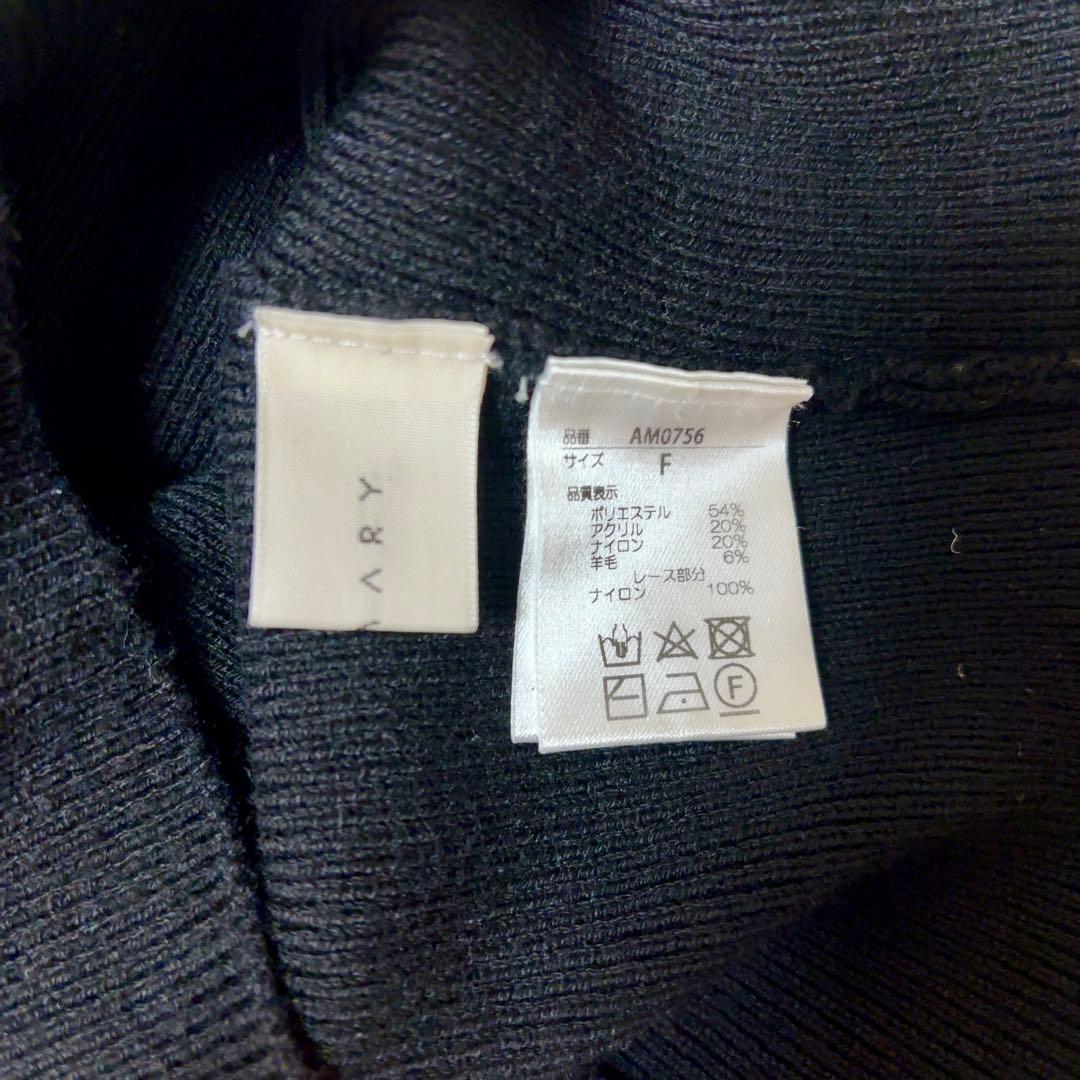 ARY
品番 AM0756
サイズ F
品質表示
ポリエステル 54%
アクリル 20%
ナイロン 20%
羊毛 6%
レース部分
ナイロン 100%
F